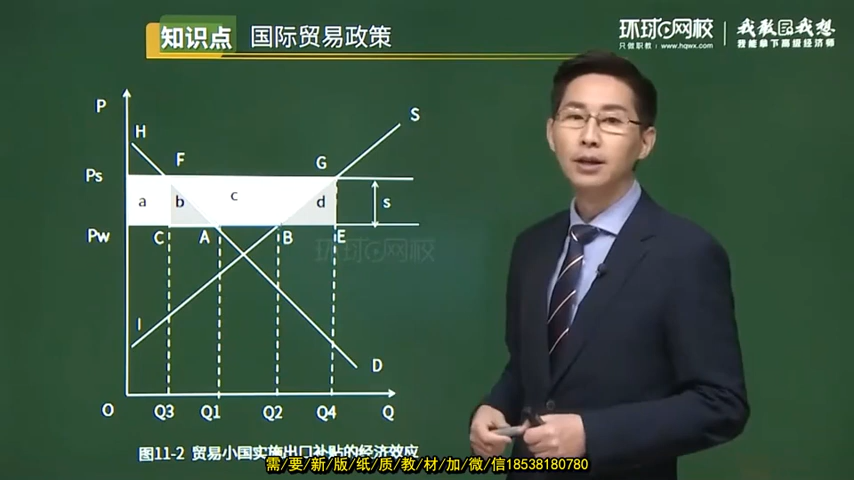 知识点 国际贸易政策
环球网校
只做职教: www.hqwx.com
我敢我想
我能拿下高级经济师
P
S
H
F
G
Ps
a
b
c
d
s
Pw
C
A
B
E
环球网校
I
D
O
Q3
Q1
Q2
Q4
Q
图11-2 贸易小国实施出口补贴的经济效应
需/要/新/版/纸/质/教/材/加/微/信18538180780